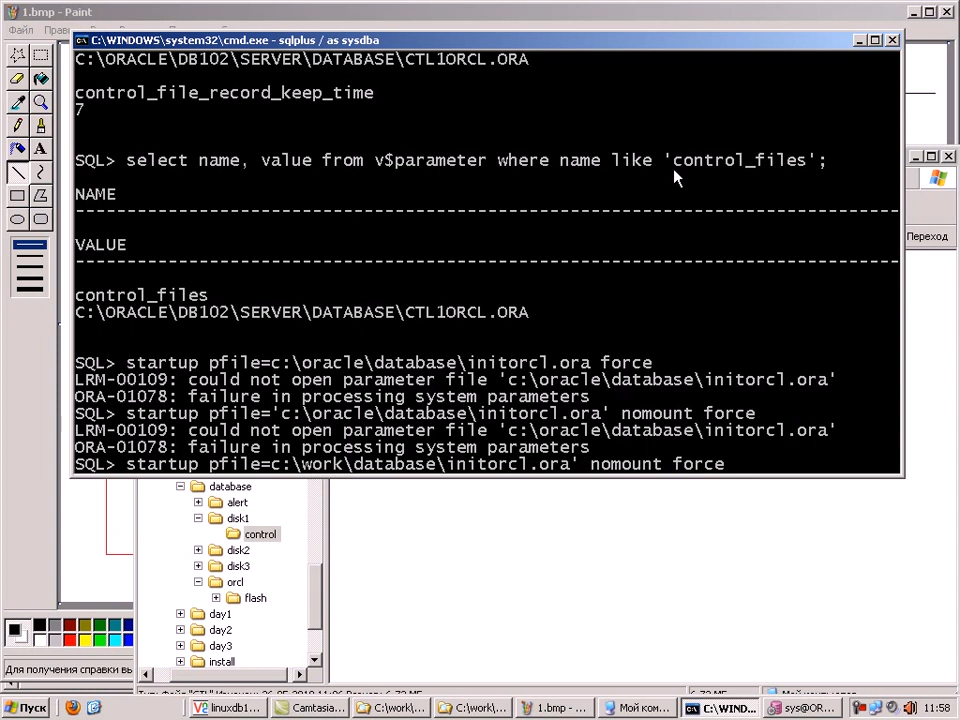 1.bmp - Paint
Файл
C:\WINDOWS\system32\cmd.exe - sqlplus / as sysdba
C:\ORACLE\DB102\SERVER\DATABASE\CTL1ORCL.ORA
control_file_record_keep_time
7
SQL> select name, value from v$parameter where name like 'control_files';
NAME
--------------------------------------------------------------------------------
VALUE
--------------------------------------------------------------------------------
control_files
C:\ORACLE\DB102\SERVER\DATABASE\CTL1ORCL.ORA
SQL> startup pfile=c:\oracle\database\initorcl.ora force
LRM-00109: could not open parameter file 'c:\oracle\database\initorcl.ora'
ORA-01078: failure in processing system parameters
SQL> startup pfile='c:\oracle\database\initorcl.ora' nomount force
LRM-00109: could not open parameter file 'c:\oracle\database\initorcl.ora'
ORA-01078: failure in processing system parameters
SQL> startup pfile=c:\work\database\initorcl.ora' nomount force
Переход
database
alert
disk1
control
disk2
disk3
orcl
flash
day1
day2
day3
install
Для получения справки вы
Пуск
linuxdb1...
Camtasia...
C:\work\...
C:\work\...
1.bmp - ...
Мой ком...
C:\WIND...
sys@OR...
11:58